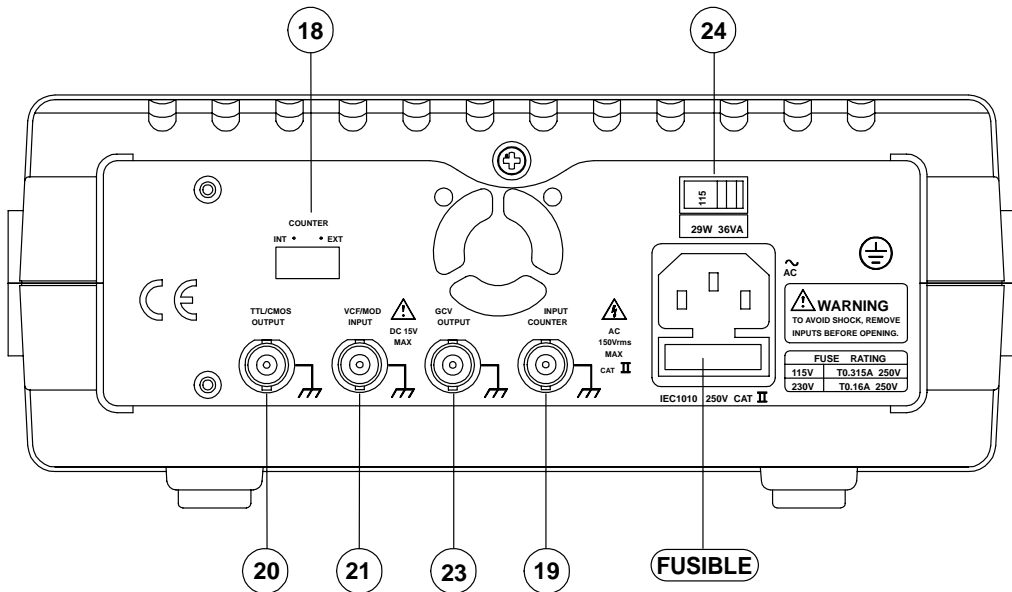 18
24
115
29W 36VA
COUNTER
INT • • EXT
CE
TTL/CMOS
OUTPUT
VCF/MOD
INPUT
DC 15V
MAX
GCV
OUTPUT
INPUT
COUNTER
AC
150Vrms
MAX
CAT II
~
AC
WARNING
TO AVOID SHOCK, REMOVE
INPUTS BEFORE OPENING.
FUSE RATING
115V T0.315A 250V
230V T0.16A 250V
IEC1010 250V CAT II
20
21
23
19
FUSIBLE